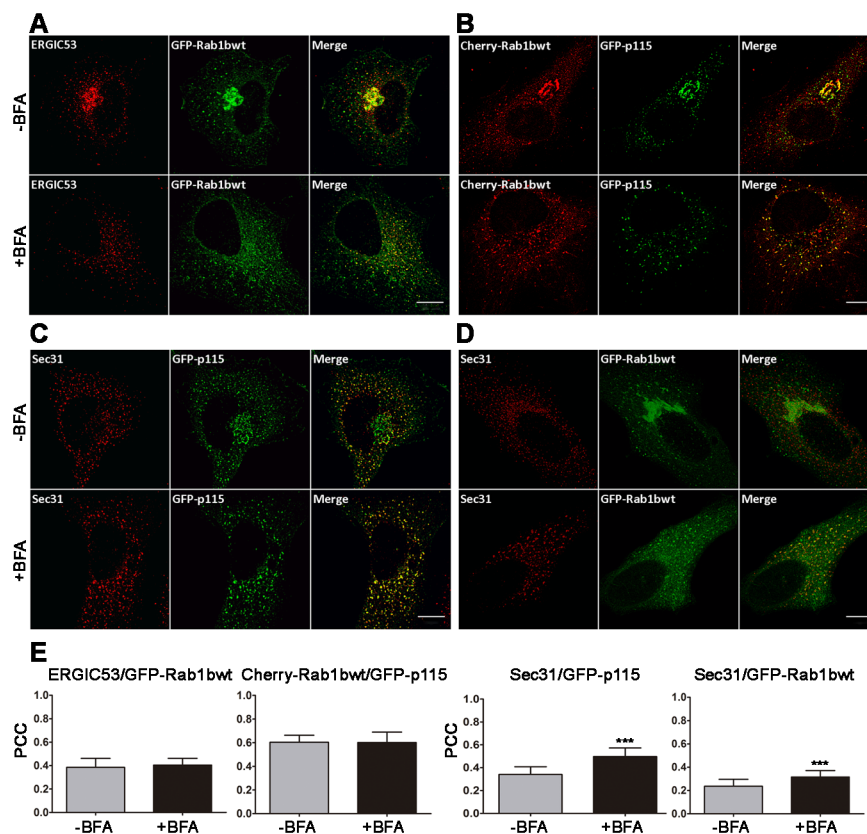 A
B
ERGIC53 GFP-Rab1bwt Merge
Cherry-Rab1bwt GFP-p115 Merge
-BFA
ERGIC53 GFP-Rab1bwt Merge
Cherry-Rab1bwt GFP-p115 Merge
+BFA
C
D
Sec31 GFP-p115 Merge
Sec31 GFP-Rab1bwt Merge
-BFA
Sec31 GFP-p115 Merge
Sec31 GFP-Rab1bwt Merge
+BFA
E
ERGIC53/GFP-Rab1bwt
PCC
1.0
0.8
0.6
0.4
0.2
0.0
-BFA +BFA
Cherry-Rab1bwt/GFP-p115
1.0
0.8
0.6
0.4
0.2
0.0
-BFA +BFA
Sec31/GFP-p115
PCC
1.0
0.8
0.6
0.4
0.2
0.0
***
-BFA +BFA
Sec31/GFP-Rab1bwt
1.0
0.8
0.6
0.4
0.2
0.0
***
-BFA +BFA